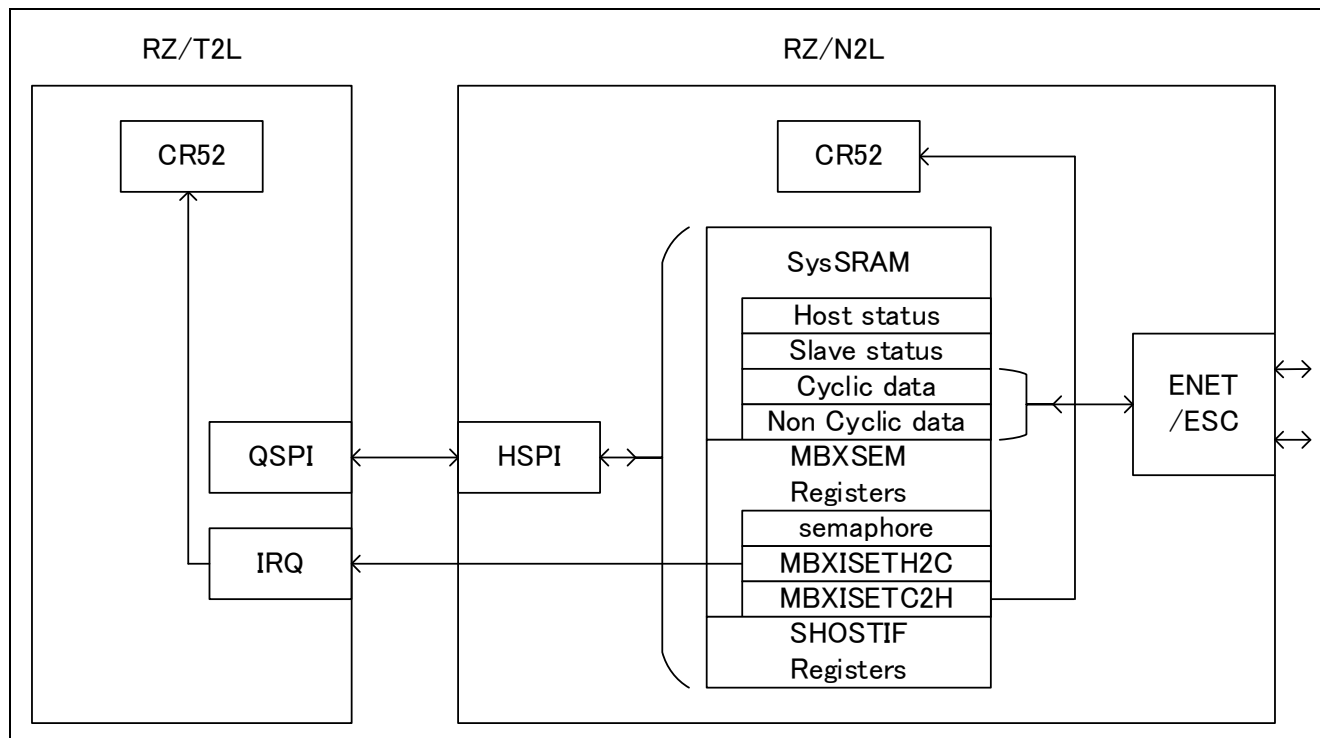 RZ/T2L
RZ/N2L
CR52
CR52
SysSRAM
Host status
Slave status
Cyclic data
Non Cyclic data
ENET
/ESC
QSPI
HSPI
MBXSEM
Registers
semaphore
IRQ
MBXISETH2C
MBXISETC2H
SHOSTIF
Registers